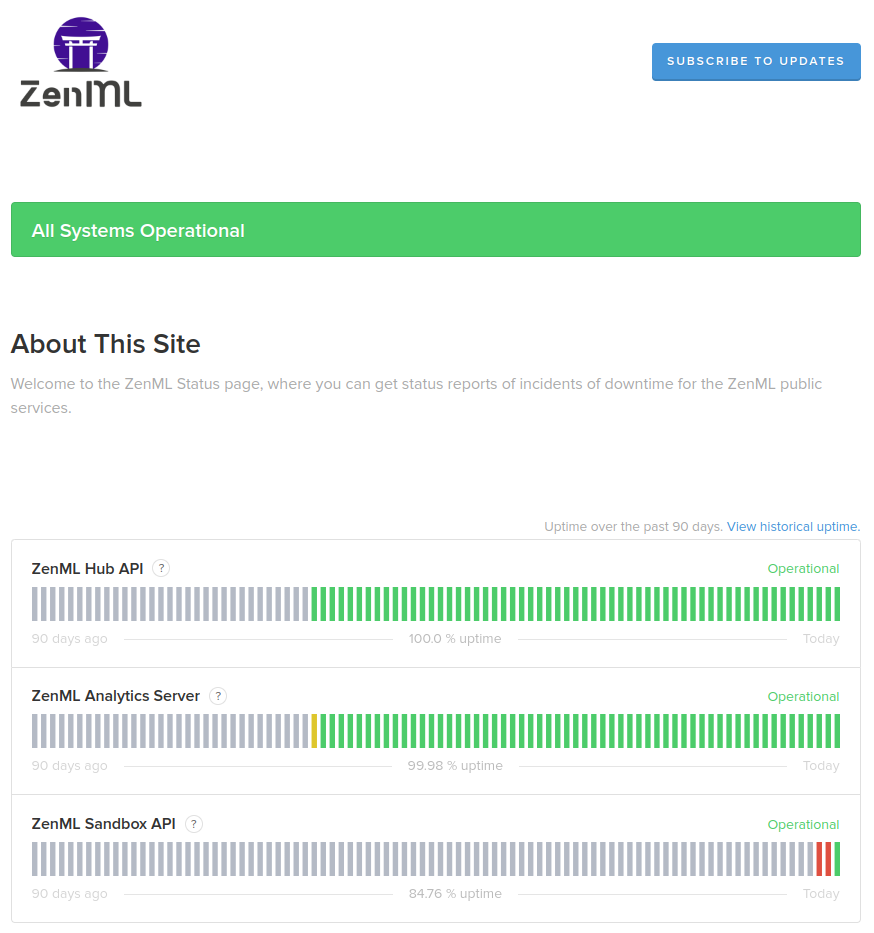 ZenML
SUBSCRIBE TO UPDATES
All Systems Operational
About This Site
Welcome to the ZenML Status page, where you can get status reports of incidents of downtime for the ZenML public
services.
Uptime over the past 90 days. View historical uptime.
ZenML Hub API ? Operational
90 days ago 100.0 % uptime Today
ZenML Analytics Server ? Operational
90 days ago 99.98 % uptime Today
ZenML Sandbox API ? Operational
90 days ago 84.76 % uptime Today